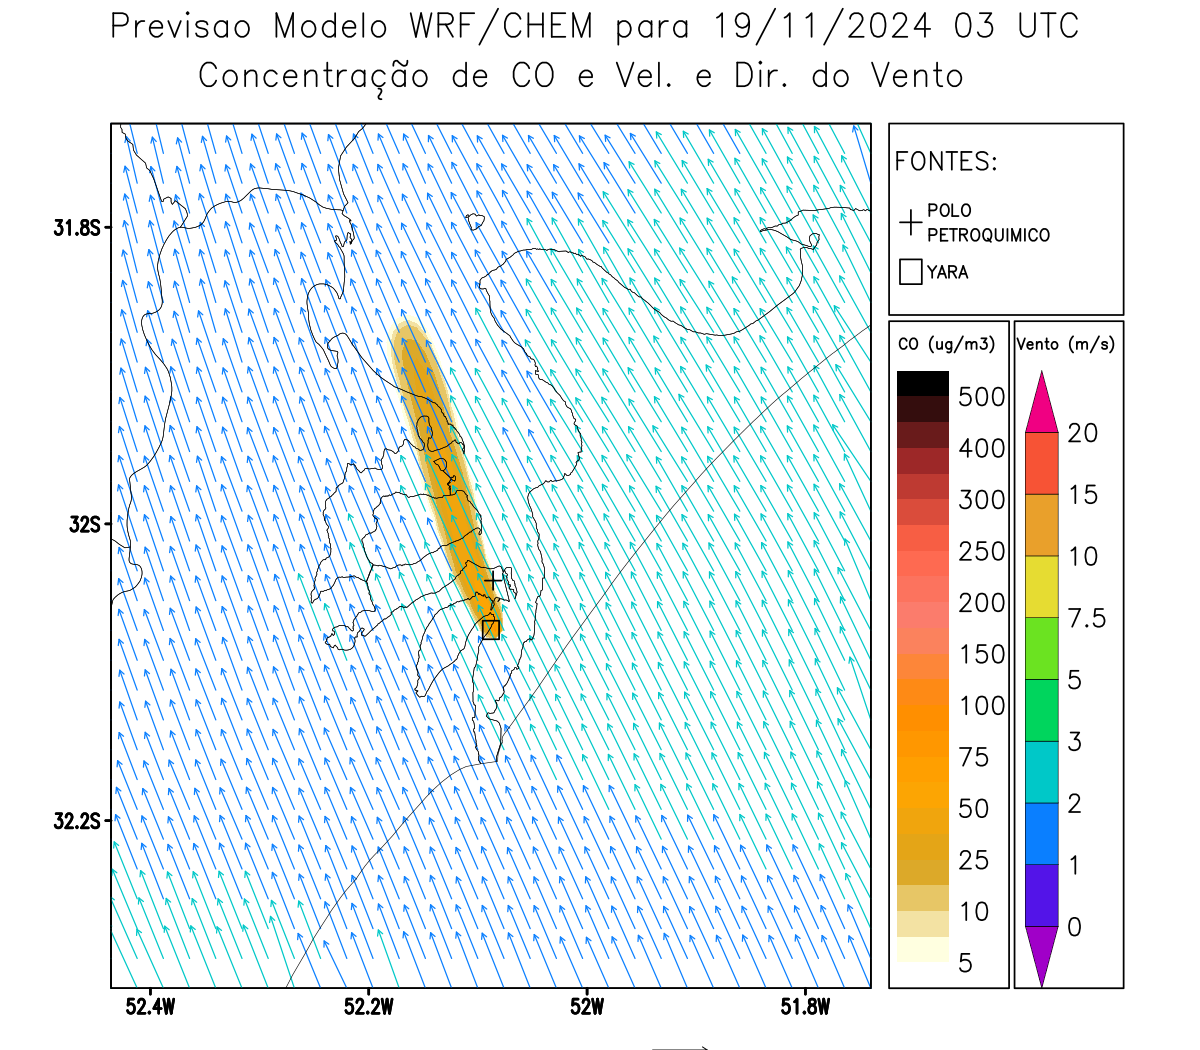 Previsao Modelo WRF/CHEM para 19/11/2024 03 UTC
Concentração de CO e Vel. e Dir. do Vento
FONTES:
POLO
PETROQUIMICO
YARA
CO (ug/m3)
500
400
300
250
200
150
100
75
50
25
10
5
Vento (m/s)
20
15
10
7.5
5
3
2
1
0
31.8S
32S
32.2S
52.4W
52.2W
52W
51.8W